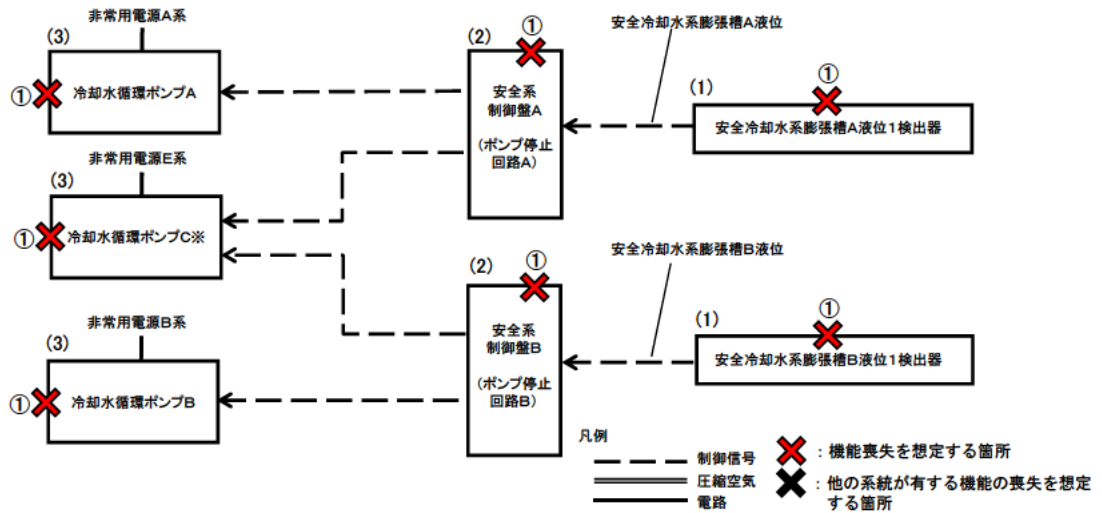 非常用電源A系
(3)
①
冷却水循環ポンプA
非常用電源E系
(3)
①
冷却水循環ポンプC※
非常用電源B系
(3)
①
冷却水循環ポンプB
(2)
①
安全系
制御盤A
(ポンプ停止
回路A)
(2)
①
安全系
制御盤B
(ポンプ停止
回路B)
安全冷却水系膨張槽A液位
(1)
①
安全冷却水系膨張槽A液位1検出器
安全冷却水系膨張槽B液位
(1)
①
安全冷却水系膨張槽B液位1検出器
凡例
制御信号
圧縮空気
電路
：機能喪失を想定する箇所
：他の系統が有する機能の喪失を想定
する箇所